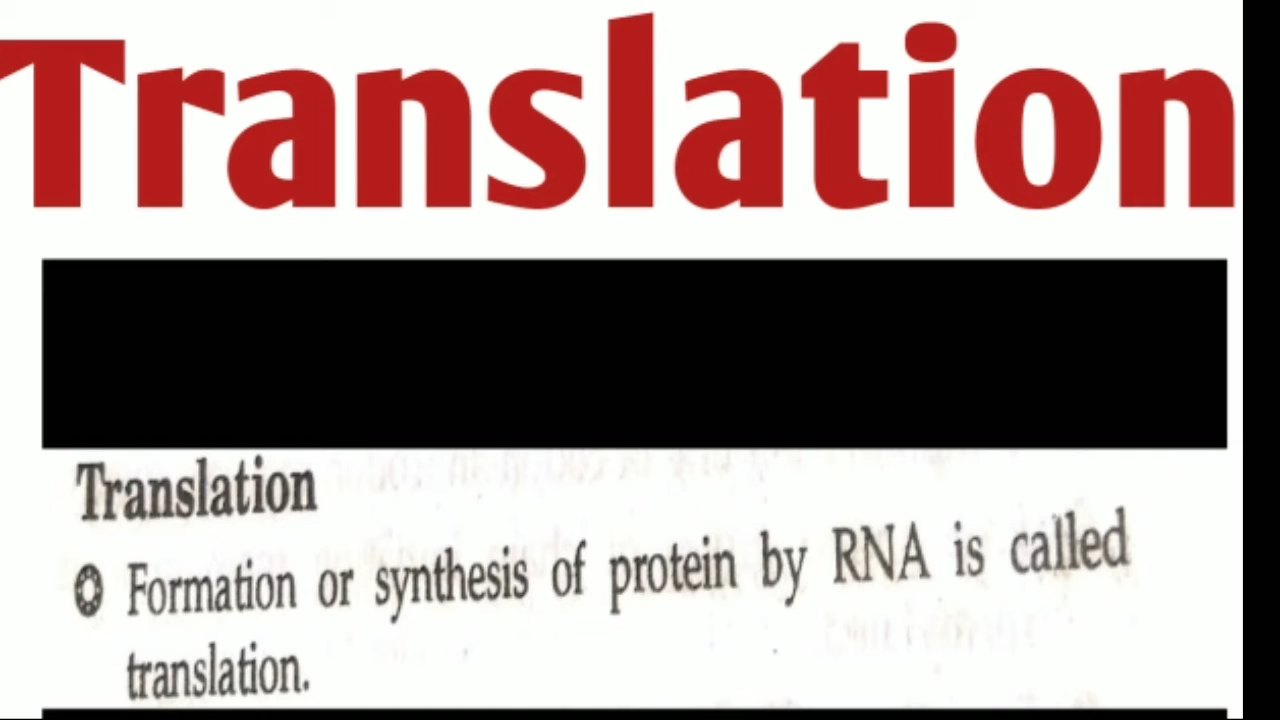 Translation
Translation
❂ Formation or synthesis of protein by RNA is called
translation.